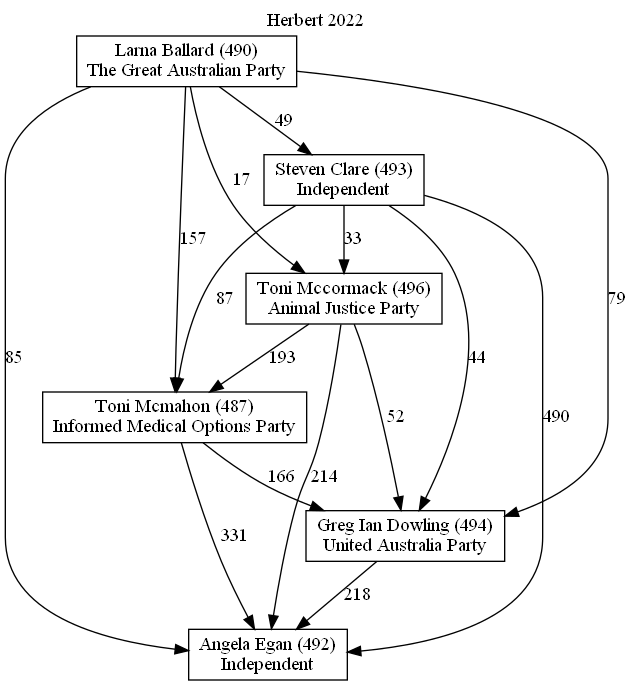 Herbert 2022
Larna Ballard (490)
The Great Australian Party
49
Steven Clare (493)
Independent
17
33
157
87
79
Toni Mccormack (496)
Animal Justice Party
85
193
44
52
490
Toni Mcmahon (487)
Informed Medical Options Party
166
214
Greg Ian Dowling (494)
United Australia Party
331
218
Angela Egan (492)
Independent